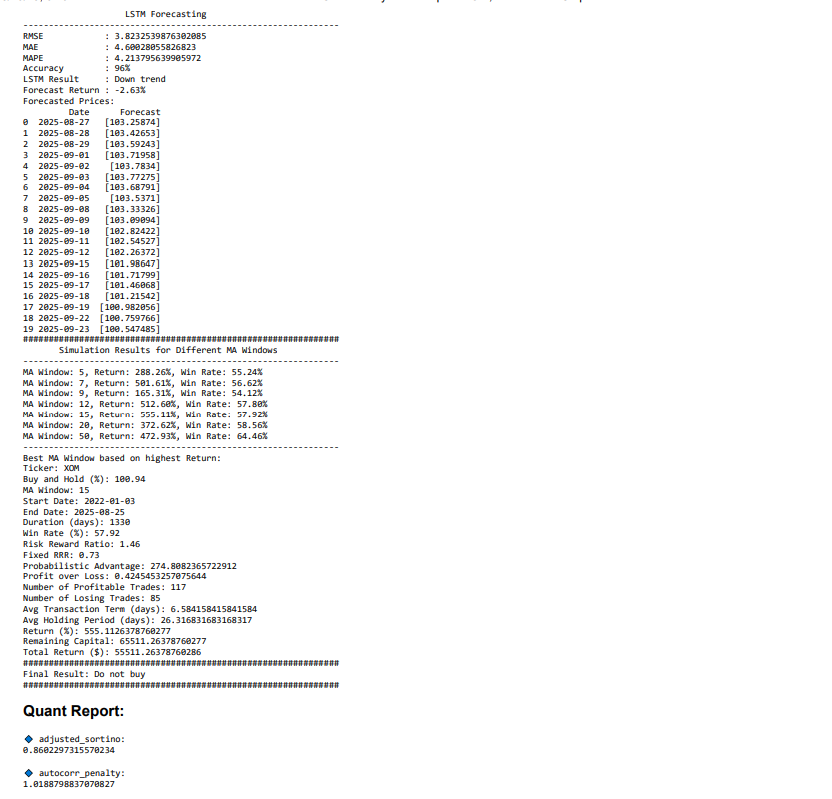 LSTM Forecasting
-------------------------------------------------------------
RMSE : 3.8232539876302085
MAE : 4.60028055826823
MAPE : 4.213795639905972
Accuracy : 96%
LSTM Result : Down trend
Forecast Return : -2.63%
Forecasted Prices:
Date Forecast
0 2025-08-27 [103.25874]
1 2025-08-28 [103.42653]
2 2025-08-29 [103.59243]
3 2025-09-01 [103.71958]
4 2025-09-02 [103.7834]
5 2025-09-03 [103.77275]
6 2025-09-04 [103.68791]
7 2025-09-05 [103.5371]
8 2025-09-08 [103.33326]
9 2025-09-09 [103.09094]
10 2025-09-10 [102.82422]
11 2025-09-11 [102.54527]
12 2025-09-12 [102.26372]
13 2025-09-15 [101.98647]
14 2025-09-16 [101.71799]
15 2025-09-17 [101.46068]
16 2025-09-18 [101.21542]
17 2025-09-19 [100.982056]
18 2025-09-22 [100.759766]
19 2025-09-23 [100.547485]
#############################################################
Simulation Results for Different MA Windows
-------------------------------------------------------------
MA Window: 5, Return: 288.26%, Win Rate: 55.24%
MA Window: 7, Return: 501.61%, Win Rate: 56.62%
MA Window: 9, Return: 165.31%, Win Rate: 54.12%
MA Window: 12, Return: 512.60%, Win Rate: 57.80%
MA Window: 15, Return: 555.11%, Win Rate: 57.92%
MA Window: 20, Return: 372.62%, Win Rate: 58.56%
MA Window: 50, Return: 472.93%, Win Rate: 64.46%
-------------------------------------------------------------
Best MA Window based on highest Return:
Ticker: XOM
Buy and Hold (%): 100.94
MA Window: 15
Start Date: 2022-01-03
End Date: 2025-08-25
Duration (days): 1330
Win Rate (%): 57.92
Risk Reward Ratio: 1.46
Fixed RRR: 0.73
Probabilistic Advantage: 274.8082365722912
Profit over Loss: 0.4245453257075644
Number of Profitable Trades: 117
Number of Losing Trades: 85
Avg Transaction Term (days): 6.584158415841584
Avg Holding Period (days): 26.316831683168317
Return (%): 555.1126378760277
Remaining Capital: 65511.26378760277
Total Return ($): 55511.26378760286
#############################################################
Final Result: Do not buy
#############################################################
Quant Report:
adjusted_sortino:
0.8602297315570234
autocorr_penalty:
1.0188798837070827